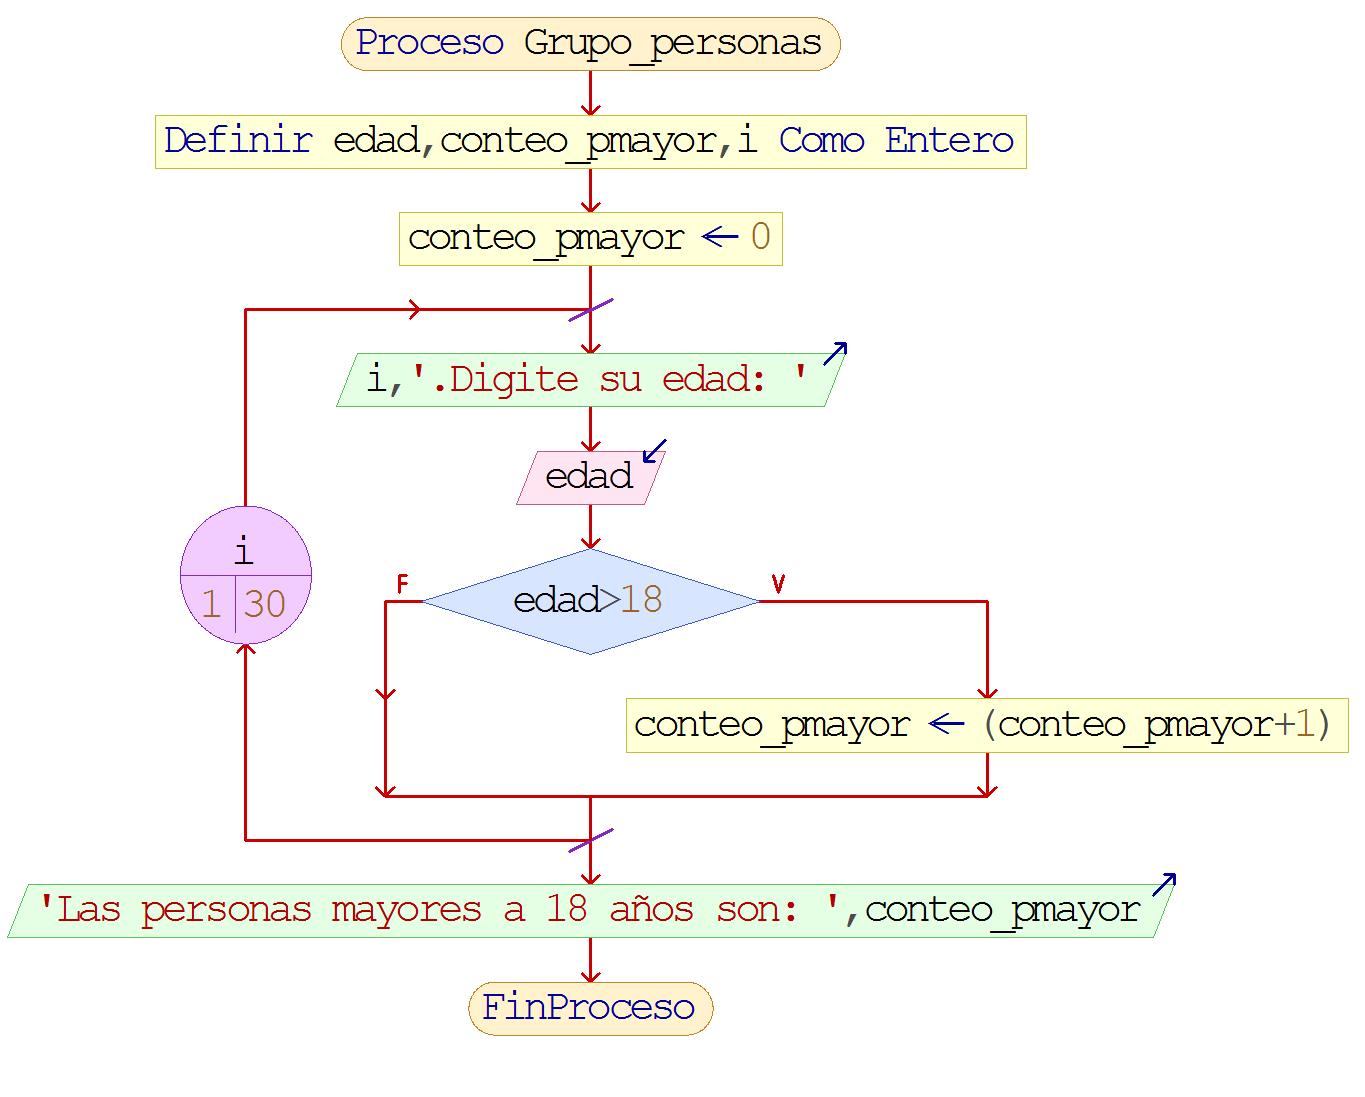 Proceso Grupo_personas
Definir edad,conteo_pmayor,i Como Entero
conteo_pmayor ← 0
i,'.Digite su edad: '
edad
i
1 30
F
edad>18
V
conteo_pmayor ← (conteo_pmayor+1)
'Las personas mayores a 18 años son: ',conteo_pmayor
FinProceso